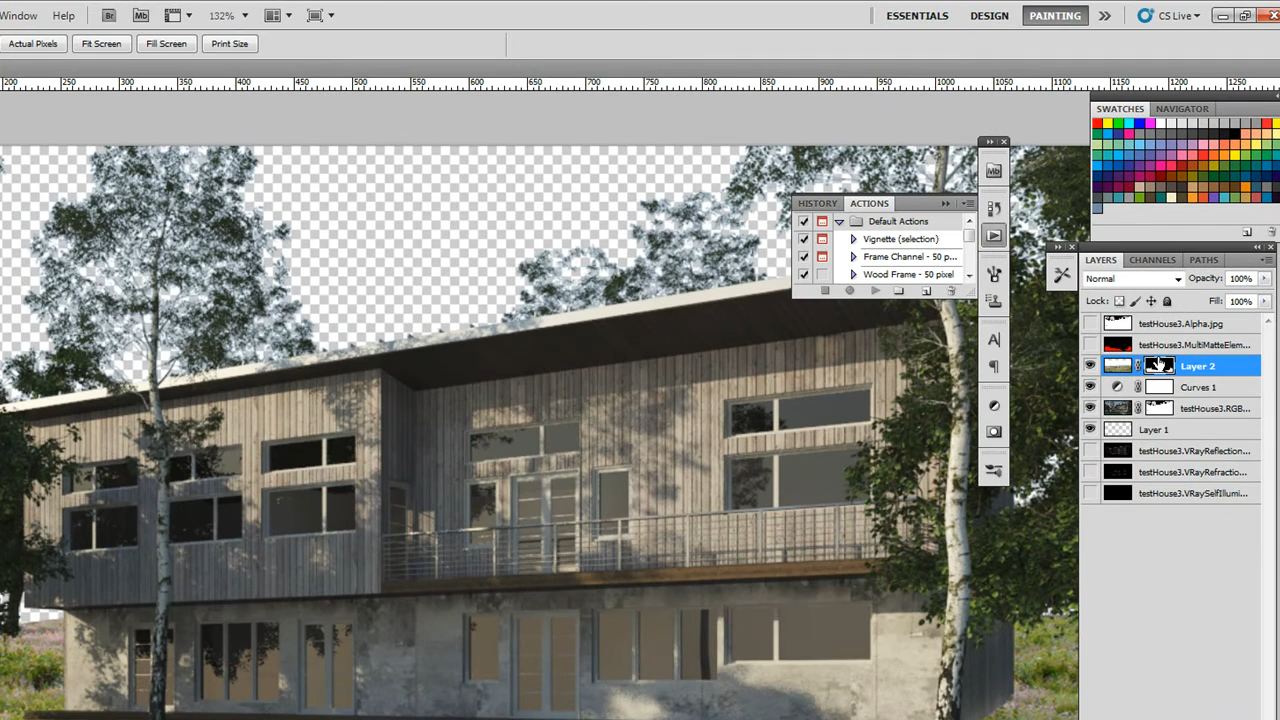 Window Help Br Mb 132% ESSENTIALS DESIGN PAINTING CS Live
Actual Pixels Fit Screen Fill Screen Print Size
200 250 300 350 400 450 500 550 600 650 700 750 800 850 900 950 1000 1050 1100 1150 1200 1250
SWATCHES NAVIGATOR
Mb
HISTORY ACTIONS
Default Actions
Vignette (selection)
Frame Channel - 50 p...
Wood Frame - 50 pixel
A
LAYERS CHANNELS PATHS
Normal Opacity: 100%
Lock: Fill: 100%
testHouse3.Alpha.jpg
testHouse3.MultiMatteElem...
Layer 2
Curves 1
testHouse3.RGB...
Layer 1
testHouse3.VRayReflection...
testHouse3.VRayRefractio...
testHouse3.VRaySelfIllumi...